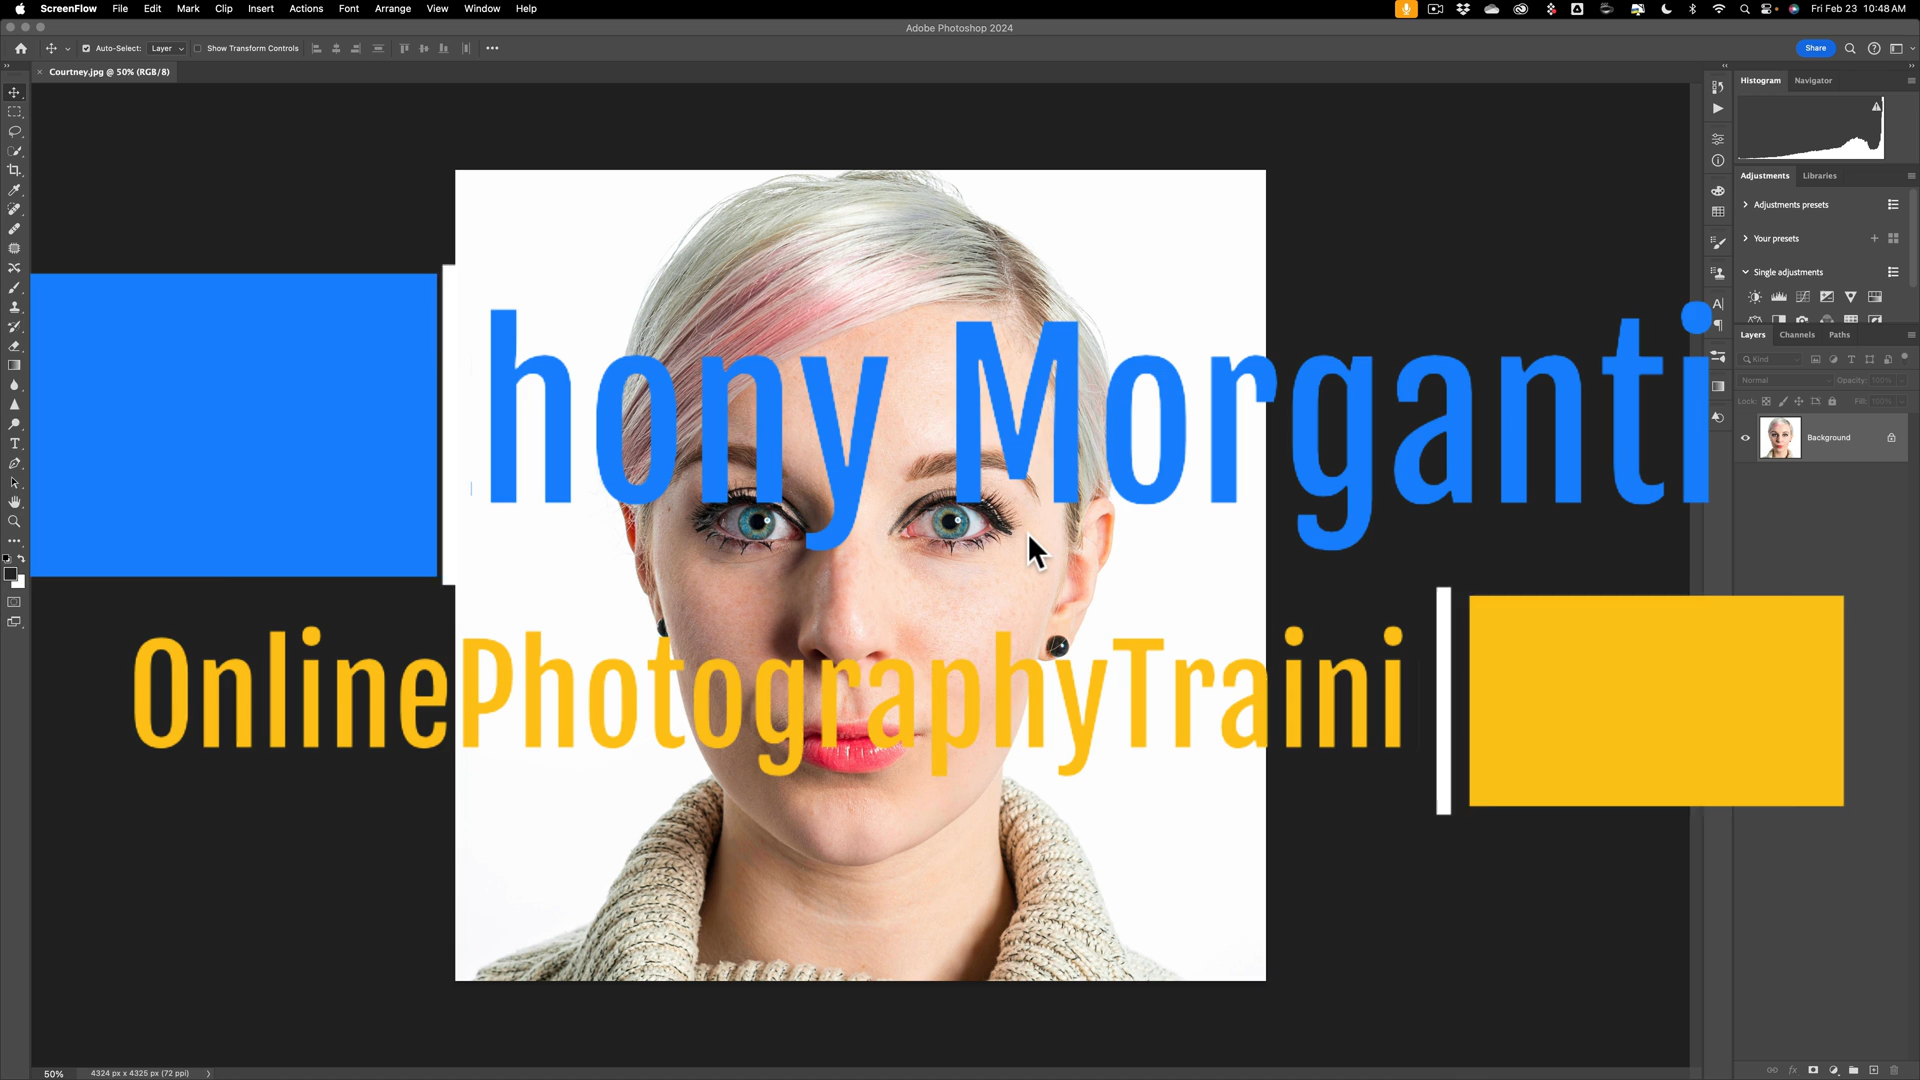 ScreenFlow File Edit Mark Clip Insert Actions Font Arrange View Window Help Fri Feb 23 10:48 AM
Adobe Photoshop 2024
Auto-Select: Layer Show Transform Controls Share
Courtney.jpg @ 50% (RGB/8)
Histogram Navigator
Adjustments Libraries
Adjustments presets
Your presets
Single adjustments
hony Morganti
Layers Channels Paths
Kind
Normal Opacity: 100%
Lock: Fill: 100%
Background
OnlinePhotographyTraini
50% 4324 px x 4325 px (72 ppi)